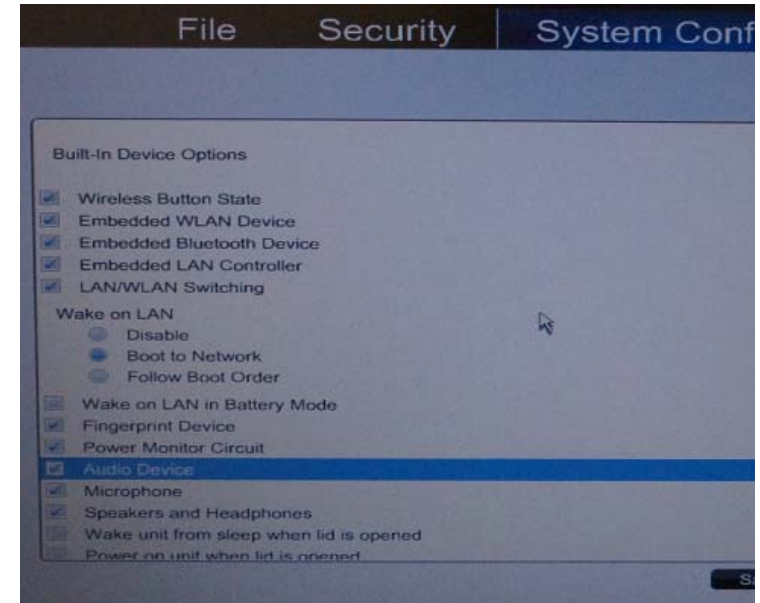 File Security System Conf
Built-In Device Options
Wireless Button State
Embedded WLAN Device
Embedded Bluetooth Device
Embedded LAN Controller
LAN/WLAN Switching
Wake on LAN
Disable
Boot to Network
Follow Boot Order
Wake on LAN in Battery Mode
Fingerprint Device
Power Monitor Circuit
Audio Device
Microphone
Speakers and Headphones
Wake unit from sleep when lid is opened
Power on unit when lid is opened
Sa